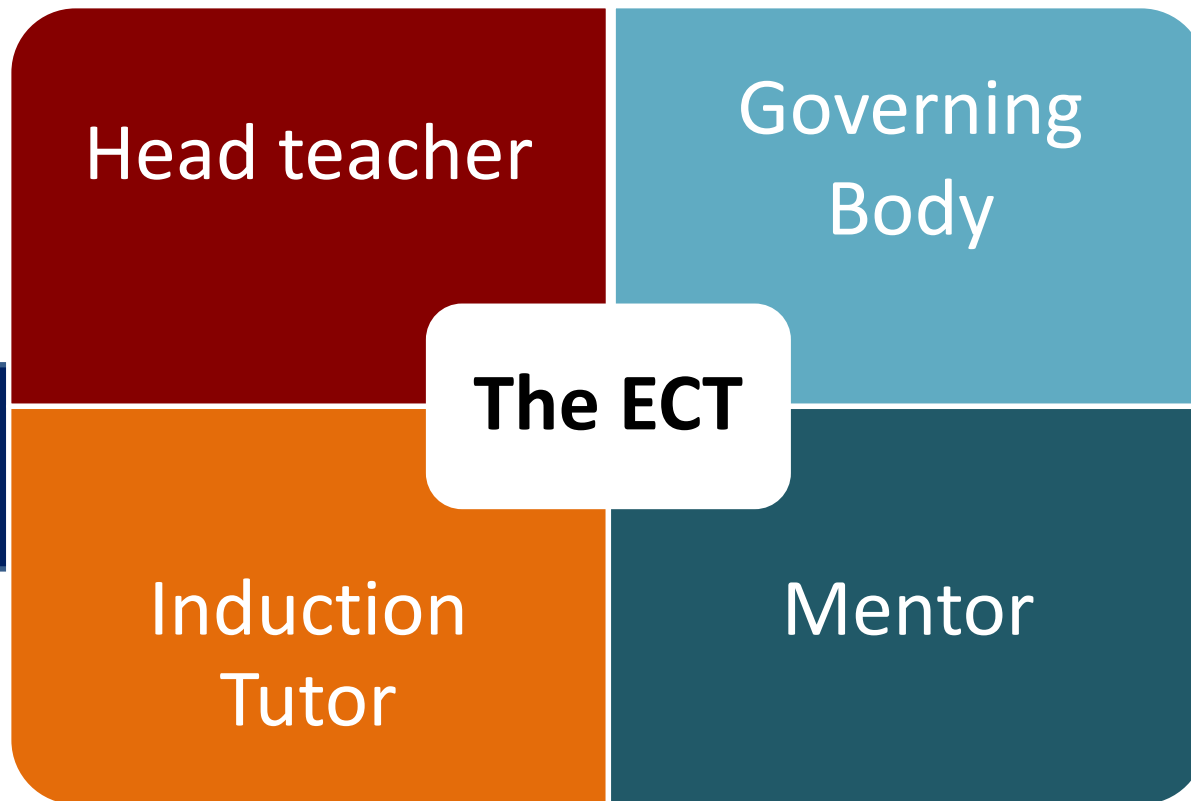 Head teacher
Governing
Body
The ECT
Induction
Tutor
Mentor